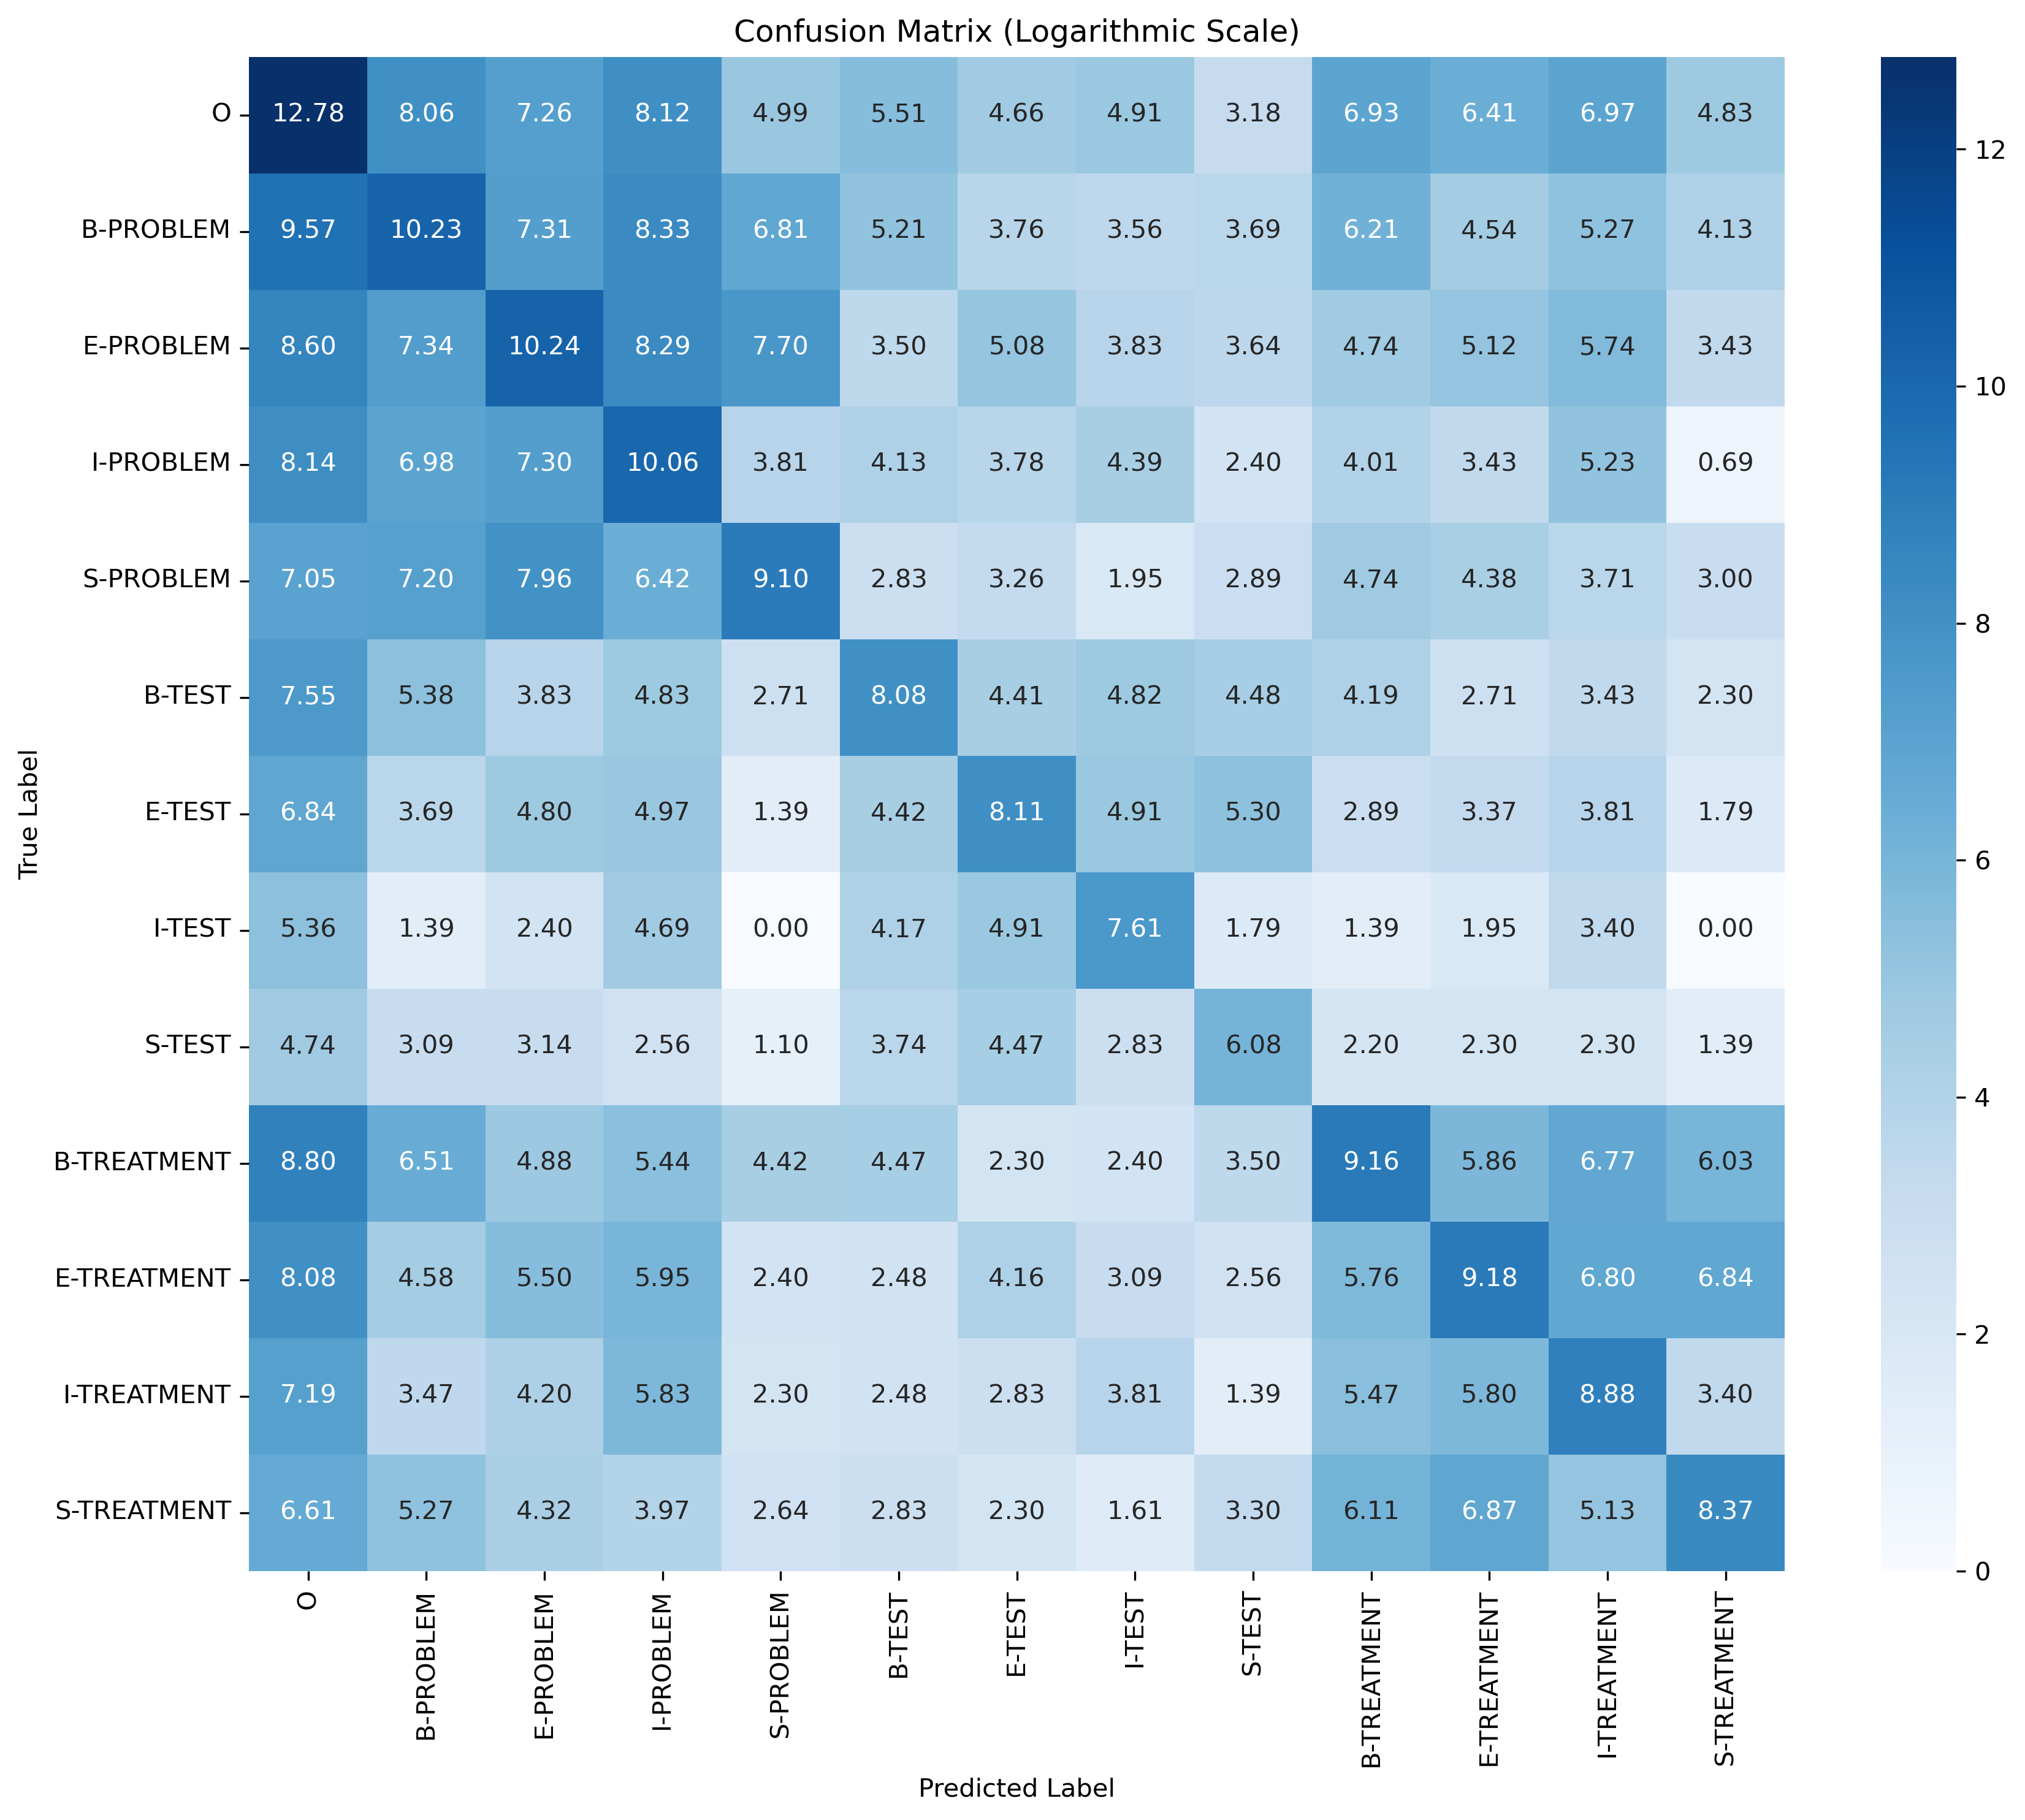 Confusion Matrix (Logarithmic Scale)
O 12.78 8.06 7.26 8.12 4.99 5.51 4.66 4.91 3.18 6.93 6.41 6.97 4.83
B-PROBLEM 9.57 10.23 7.31 8.33 6.81 5.21 3.76 3.56 3.69 6.21 4.54 5.27 4.13
E-PROBLEM 8.60 7.34 10.24 8.29 7.70 3.50 5.08 3.83 3.64 4.74 5.12 5.74 3.43
I-PROBLEM 8.14 6.98 7.30 10.06 3.81 4.13 3.78 4.39 2.40 4.01 3.43 5.23 0.69
S-PROBLEM 7.05 7.20 7.96 6.42 9.10 2.83 3.26 1.95 2.89 4.74 4.38 3.71 3.00
B-TEST 7.55 5.38 3.83 4.83 2.71 8.08 4.41 4.82 4.48 4.19 2.71 3.43 2.30
E-TEST 6.84 3.69 4.80 4.97 1.39 4.42 8.11 4.91 5.30 2.89 3.37 3.81 1.79
I-TEST 5.36 1.39 2.40 4.69 0.00 4.17 4.91 7.61 1.79 1.39 1.95 3.40 0.00
S-TEST 4.74 3.09 3.14 2.56 1.10 3.74 4.47 2.83 6.08 2.20 2.30 2.30 1.39
B-TREATMENT 8.80 6.51 4.88 5.44 4.42 4.47 2.30 2.40 3.50 9.16 5.86 6.77 6.03
E-TREATMENT 8.08 4.58 5.50 5.95 2.40 2.48 4.16 3.09 2.56 5.76 9.18 6.80 6.84
I-TREATMENT 7.19 3.47 4.20 5.83 2.30 2.48 2.83 3.81 1.39 5.47 5.80 8.88 3.40
S-TREATMENT 6.61 5.27 4.32 3.97 2.64 2.83 2.30 1.61 3.30 6.11 6.87 5.13 8.37
O B-PROBLEM E-PROBLEM I-PROBLEM S-PROBLEM B-TEST E-TEST I-TEST S-TEST B-TREATMENT E-TREATMENT I-TREATMENT S-TREATMENT
Predicted Label
True Label
12
10
8
6
4
2
0